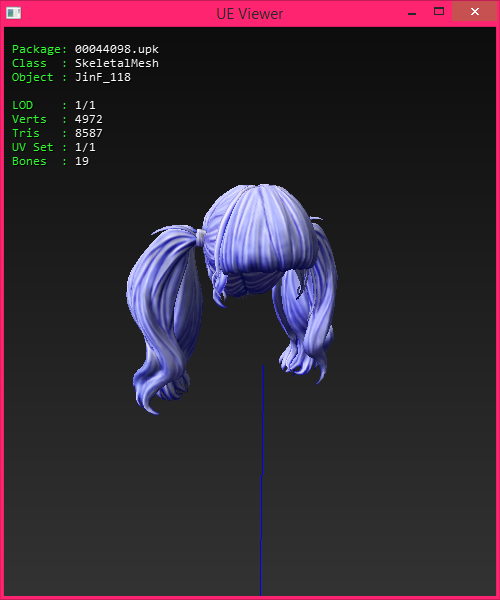 UE Viewer
Package: 00044098.upk
Class : SkeletalMesh
Object : JinF_118
LOD : 1/1
Verts : 4972
Tris : 8587
UV Set : 1/1
Bones : 19